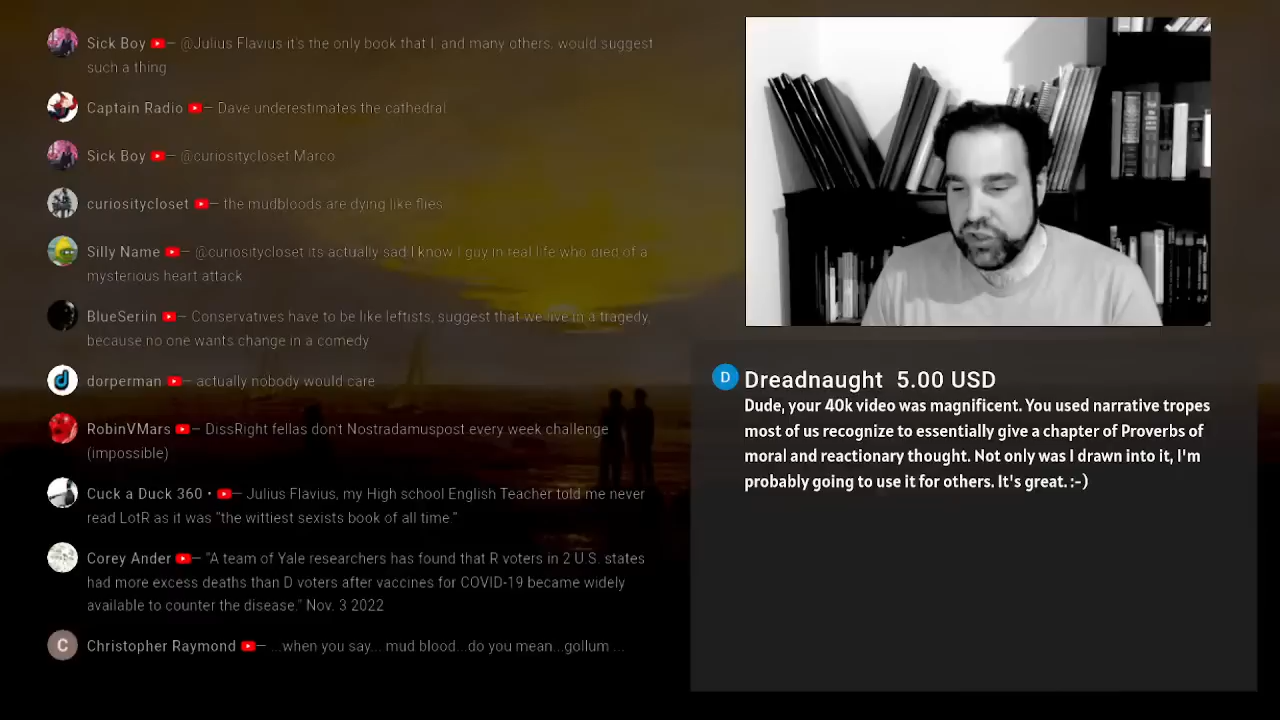 Sick Boy — @Julius Flavius it's the only book that I, and many others, would suggest
such a thing
Captain Radio — Dave underestimates the cathedral
Sick Boy — @curiositycloset Marco
curiositycloset — the mudbloods are dying like flies
Silly Name — @curiositycloset its actually sad I know I guy in real life who died of a
mysterious heart attack
BlueSeriin — Conservatives have to be like leftists, suggest that we live in a tragedy,
because no one wants change in a comedy
dorperman — actually nobody would care
RobinVMars — DissRight fellas don't Nostradamuspost every week challenge
(impossible)
Cuck a Duck 360 • — Julius Flavius, my High school English Teacher told me never
read LotR as it was "the wittiest sexists book of all time."
Corey Ander — "A team of Yale researchers has found that R voters in 2 U.S. states
had more excess deaths than D voters after vaccines for COVID-19 became widely
available to counter the disease." Nov. 3 2022
C Christopher Raymond — ...when you say... mud blood...do you mean...gollum ...
D Dreadnaught 5.00 USD
Dude, your 40k video was magnificent. You used narrative tropes
most of us recognize to essentially give a chapter of Proverbs of
moral and reactionary thought. Not only was I drawn into it, I'm
probably going to use it for others. It's great. :-)